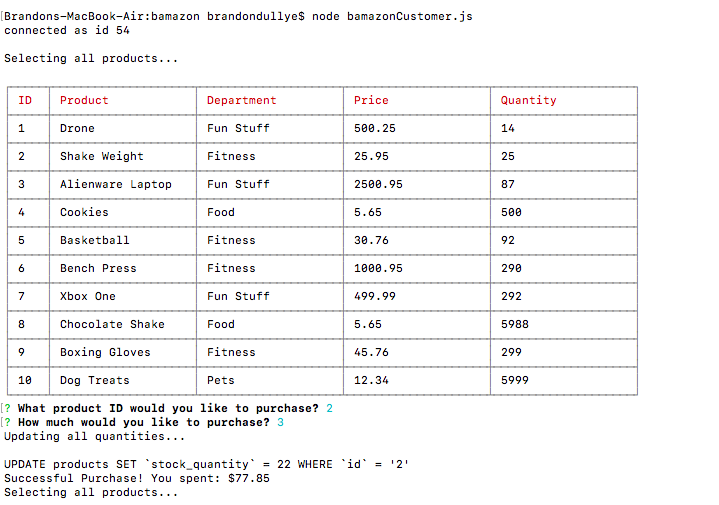 [Brandons-MacBook-Air:bamazon brandondullye$ node bamazonCustomer.js
connected as id 54
Selecting all products...
ID Product Department Price Quantity
1 Drone Fun Stuff 500.25 14
2 Shake Weight Fitness 25.95 25
3 Alienware Laptop Fun Stuff 2500.95 87
4 Cookies Food 5.65 500
5 Basketball Fitness 30.76 92
6 Bench Press Fitness 1000.95 290
7 Xbox One Fun Stuff 499.99 292
8 Chocolate Shake Food 5.65 5988
9 Boxing Gloves Fitness 45.76 299
10 Dog Treats Pets 12.34 5999
[? What product ID would you like to purchase? 2
[? How much would you like to purchase? 3
Updating all quantities...
UPDATE products SET `stock_quantity` = 22 WHERE `id` = '2'
Successful Purchase! You spent: $77.85
Selecting all products...